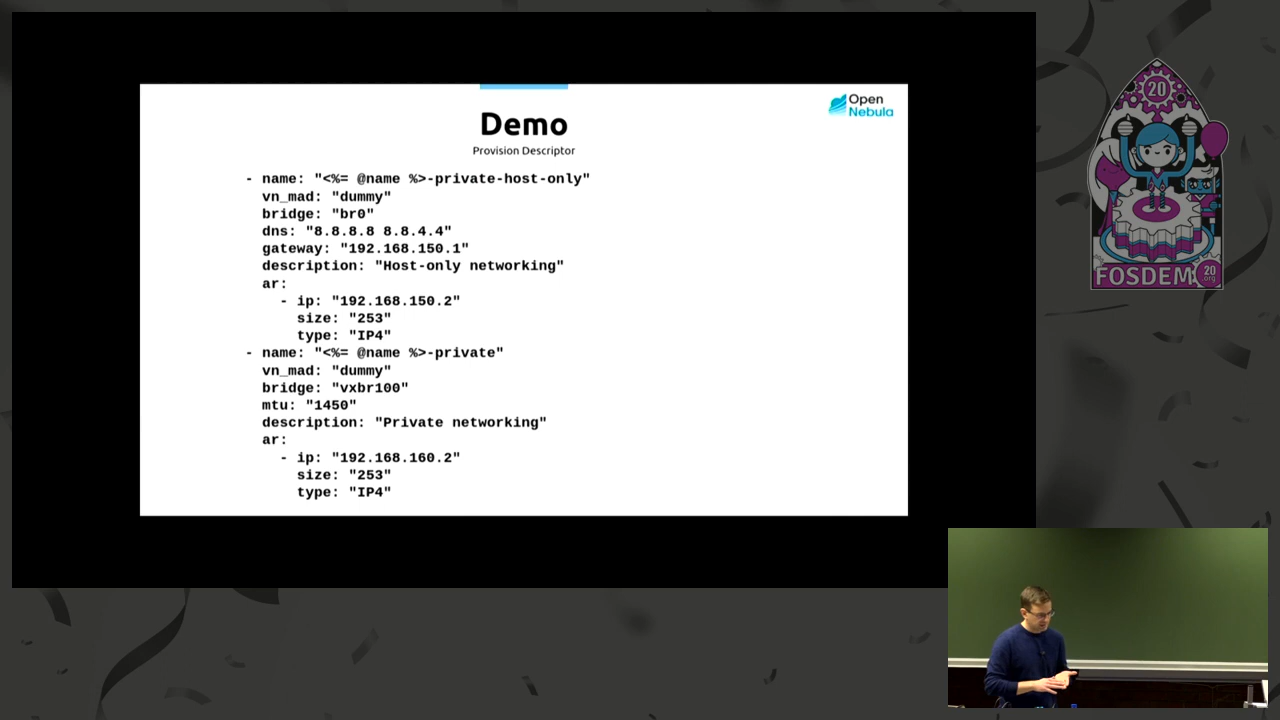 Open
Nebula
Demo
Provision Descriptor
- name: "<%= @name %>-private-host-only"
vn_mad: "dummy"
bridge: "br0"
dns: "8.8.8.8 8.8.4.4"
gateway: "192.168.150.1"
description: "Host-only networking"
ar:
- ip: "192.168.150.2"
size: "253"
type: "IP4"
- name: "<%= @name %>-private"
vn_mad: "dummy"
bridge: "vxbr100"
mtu: "1450"
description: "Private networking"
ar:
- ip: "192.168.160.2"
size: "253"
type: "IP4"
20
FOSDEM
20
.org